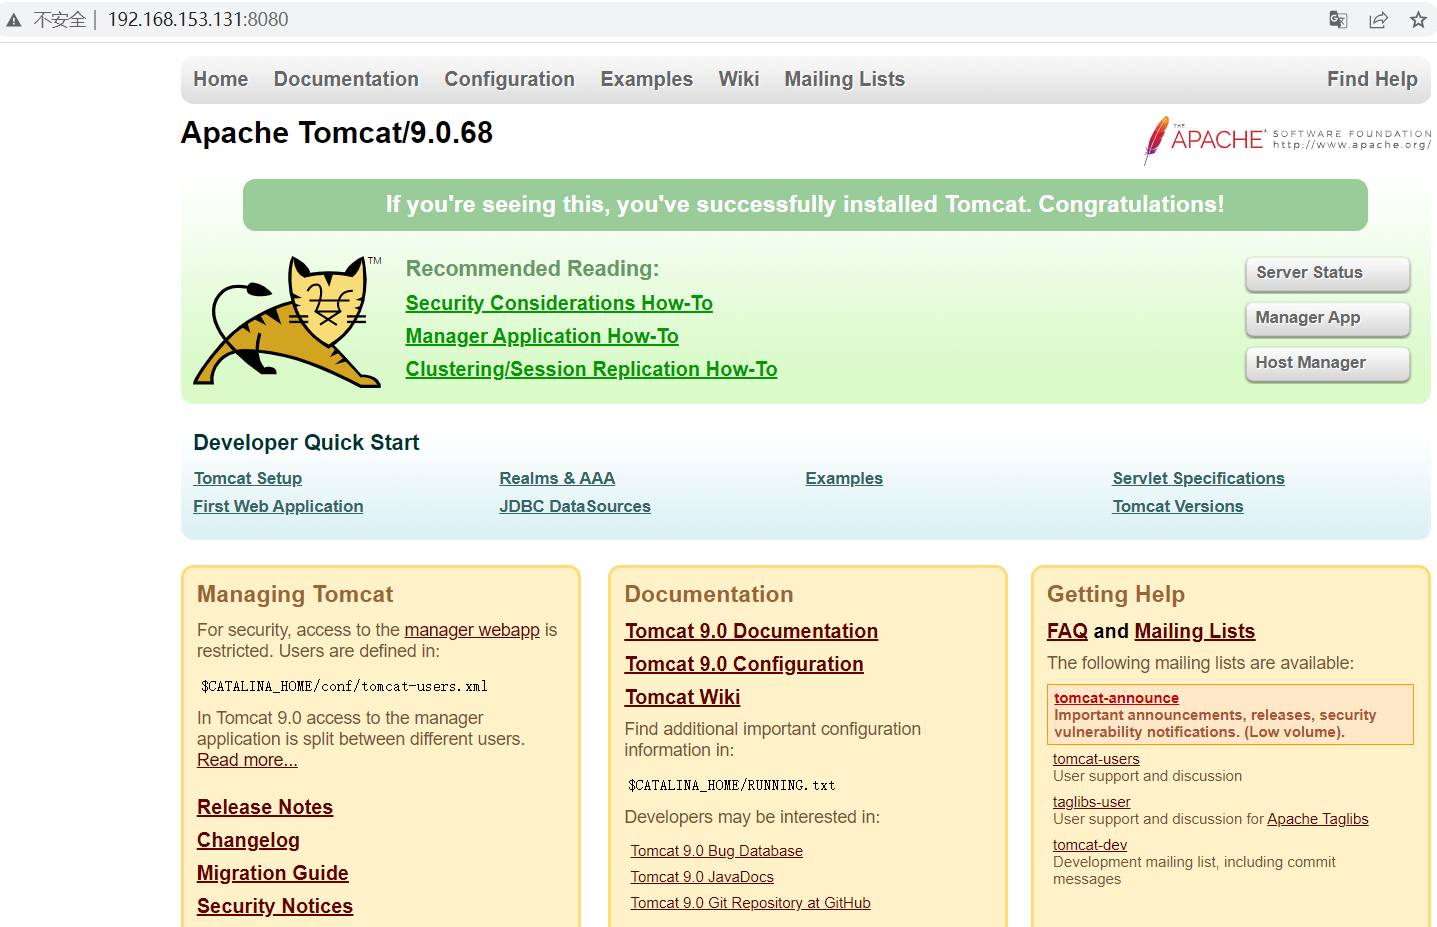 不安全 | 192.168.153.131:8080
Home Documentation Configuration Examples Wiki Mailing Lists Find Help
Apache Tomcat/9.0.68
THE APACHE SOFTWARE FOUNDATION
http://www.apache.org/
If you're seeing this, you've successfully installed Tomcat. Congratulations!
TM
Recommended Reading:
Security Considerations How-To
Manager Application How-To
Clustering/Session Replication How-To
Server Status
Manager App
Host Manager
Developer Quick Start
Tomcat Setup
First Web Application
Realms & AAA
JDBC DataSources
Examples
Servlet Specifications
Tomcat Versions
Managing Tomcat
For security, access to the manager webapp is
restricted. Users are defined in:
$CATALINA_HOME/conf/tomcat-users.xml
In Tomcat 9.0 access to the manager
application is split between different users.
Read more...
Release Notes
Changelog
Migration Guide
Security Notices
Documentation
Tomcat 9.0 Documentation
Tomcat 9.0 Configuration
Tomcat Wiki
Find additional important configuration
information in:
$CATALINA_HOME/RUNNING.txt
Developers may be interested in:
Tomcat 9.0 Bug Database
Tomcat 9.0 JavaDocs
Tomcat 9.0 Git Repository at GitHub
Getting Help
FAQ and Mailing Lists
The following mailing lists are available:
tomcat-announce
Important announcements, releases, security
vulnerability notifications. (Low volume).
tomcat-users
User support and discussion
taglibs-user
User support and discussion for Apache Taglibs
tomcat-dev
Development mailing list, including commit
messages